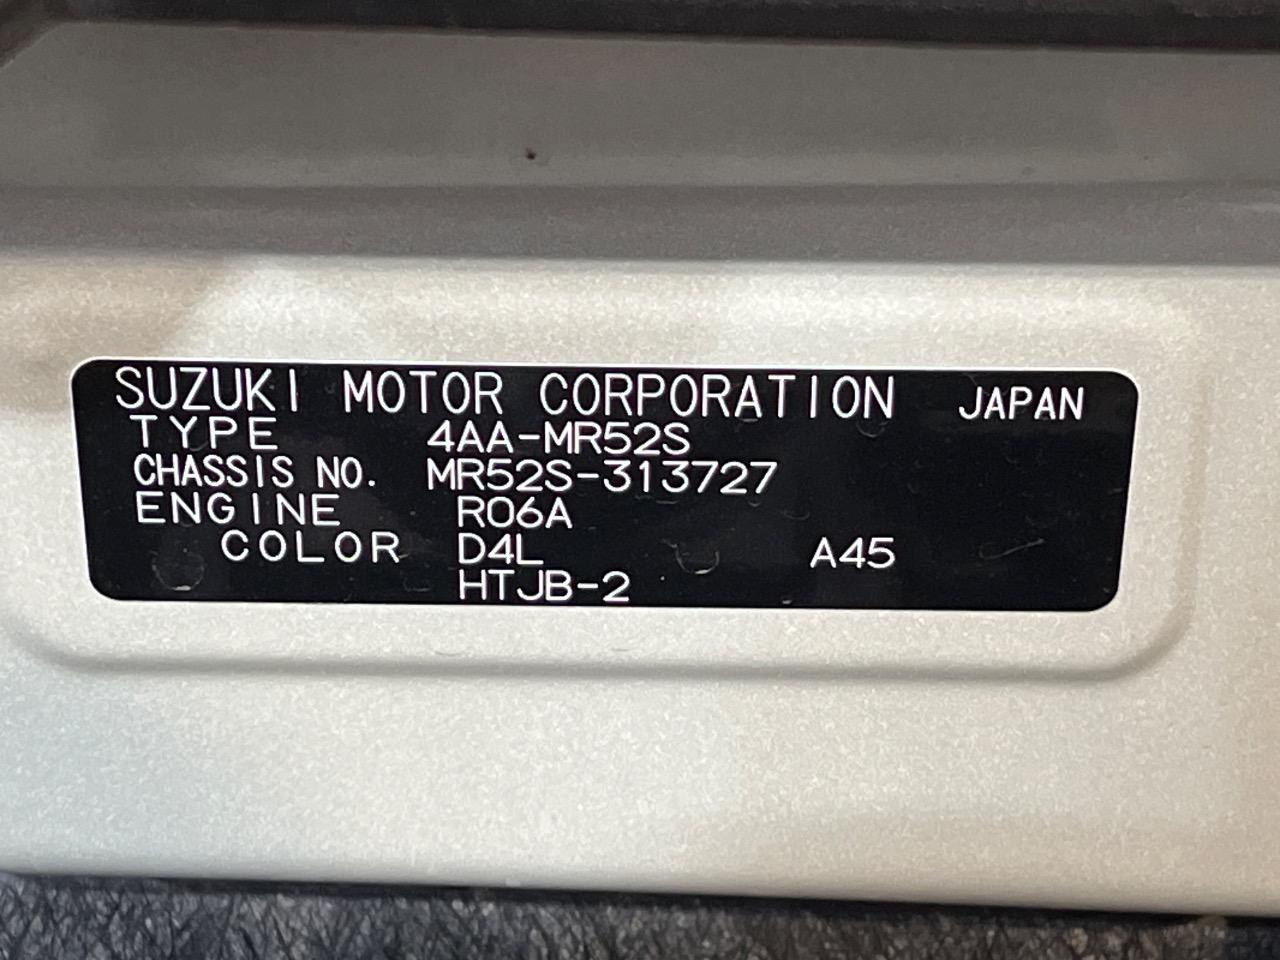 SUZUKI MOTOR CORPORATION JAPAN
TYPE 4AA-MR52S
CHASSIS NO. MR52S-313727
ENGINE R06A
COLOR D4L A45
HTJB-2